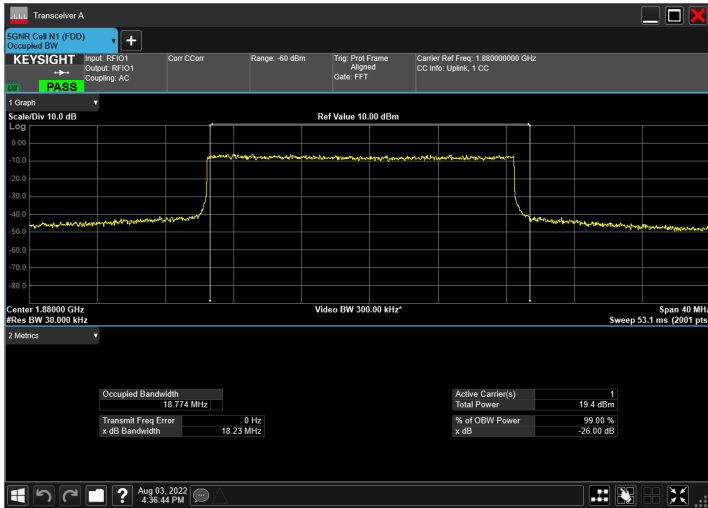 Transceiver A
5GNR Cell N1 (FDD)
Occupied BW
KEYSIGHT
LXI
PASS
Input: RFIO1
Output: RFIO1
Coupling: AC
Corr CCorr
Range: -60 dBm
Trig: Prot Frame
Aligned
Gate: FFT
Carrier Ref Freq: 1.880000000 GHz
CC Info: Uplink, 1 CC
1 Graph
Scale/Div 10.0 dB
Ref Value 10.00 dBm
Log
0.00
-10.0
-20.0
-30.0
-40.0
-50.0
-60.0
-70.0
-80.0
Center 1.88000 GHz
Video BW 300.00 kHz*
Span 40 MHz
#Res BW 30.000 kHz
Sweep 53.1 ms (2001 pts
2 Metrics
Occupied Bandwidth
18.774 MHz
Transmit Freq Error 0 Hz
x dB Bandwidth 18.23 MHz
Active Carrier(s) 1
Total Power 19.4 dBm
% of OBW Power 99.00 %
x dB -26.00 dB
?
Aug 03, 2022
4:36:44 PM